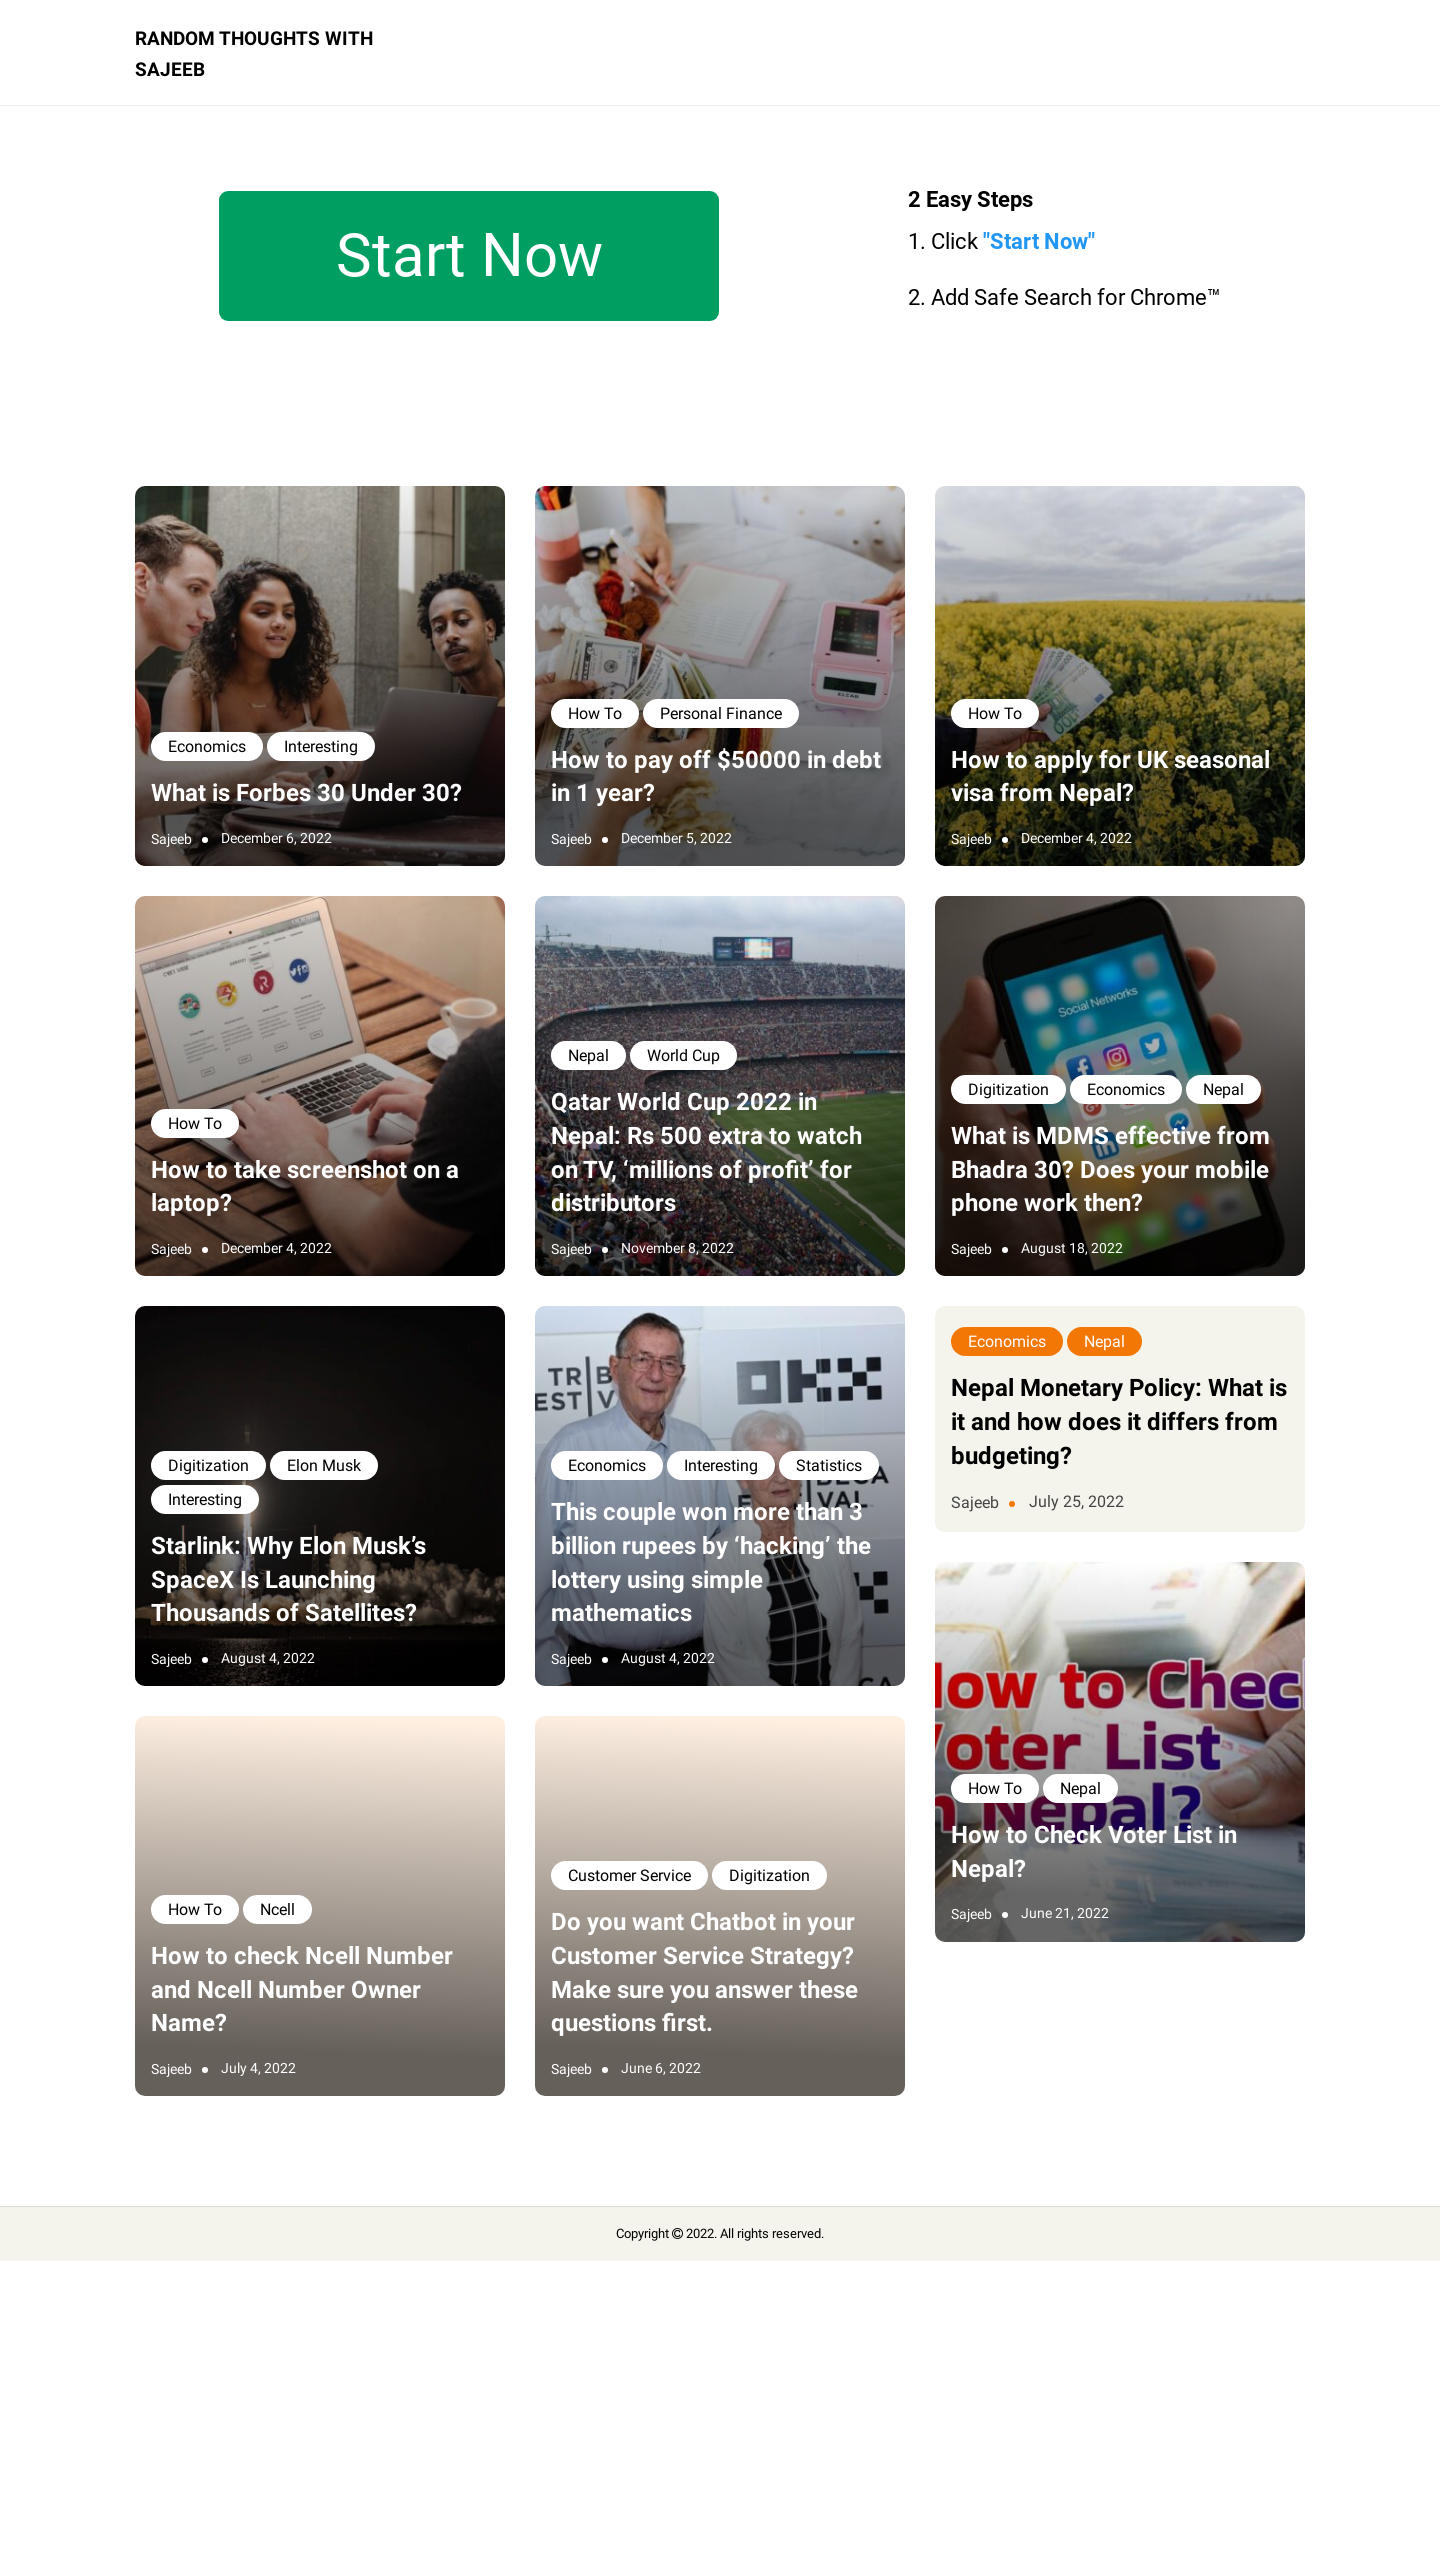 RANDOM THOUGHTS WITH
SAJEEB
Start Now
2 Easy Steps
1. Click "Start Now"
2. Add Safe Search for Chrome™
Economics Interesting
What is Forbes 30 Under 30?
Sajeeb December 6, 2022
How To Personal Finance
How to pay off $50000 in debt
in 1 year?
Sajeeb December 5, 2022
How To
How to apply for UK seasonal
visa from Nepal?
Sajeeb December 4, 2022
How To
How to take screenshot on a
laptop?
Sajeeb December 4, 2022
Nepal World Cup
Qatar World Cup 2022 in
Nepal: Rs 500 extra to watch
on TV, ‘millions of profit’ for
distributors
Sajeeb November 8, 2022
Social Networks
Digitization Economics Nepal
What is MDMS effective from
Bhadra 30? Does your mobile
phone work then?
Sajeeb August 18, 2022
Digitization Elon Musk
Interesting
Starlink: Why Elon Musk’s
SpaceX Is Launching
Thousands of Satellites?
Sajeeb August 4, 2022
Economics Interesting Statistics
This couple won more than 3
billion rupees by ‘hacking’ the
lottery using simple
mathematics
Sajeeb August 4, 2022
Economics Nepal
Nepal Monetary Policy: What is
it and how does it differs from
budgeting?
Sajeeb July 25, 2022
How to Check
Voter List
in Nepal?
How To Nepal
How to Check Voter List in
Nepal?
Sajeeb June 21, 2022
How To Ncell
How to check Ncell Number
and Ncell Number Owner
Name?
Sajeeb July 4, 2022
Customer Service Digitization
Do you want Chatbot in your
Customer Service Strategy?
Make sure you answer these
questions first.
Sajeeb June 6, 2022
Copyright © 2022. All rights reserved.